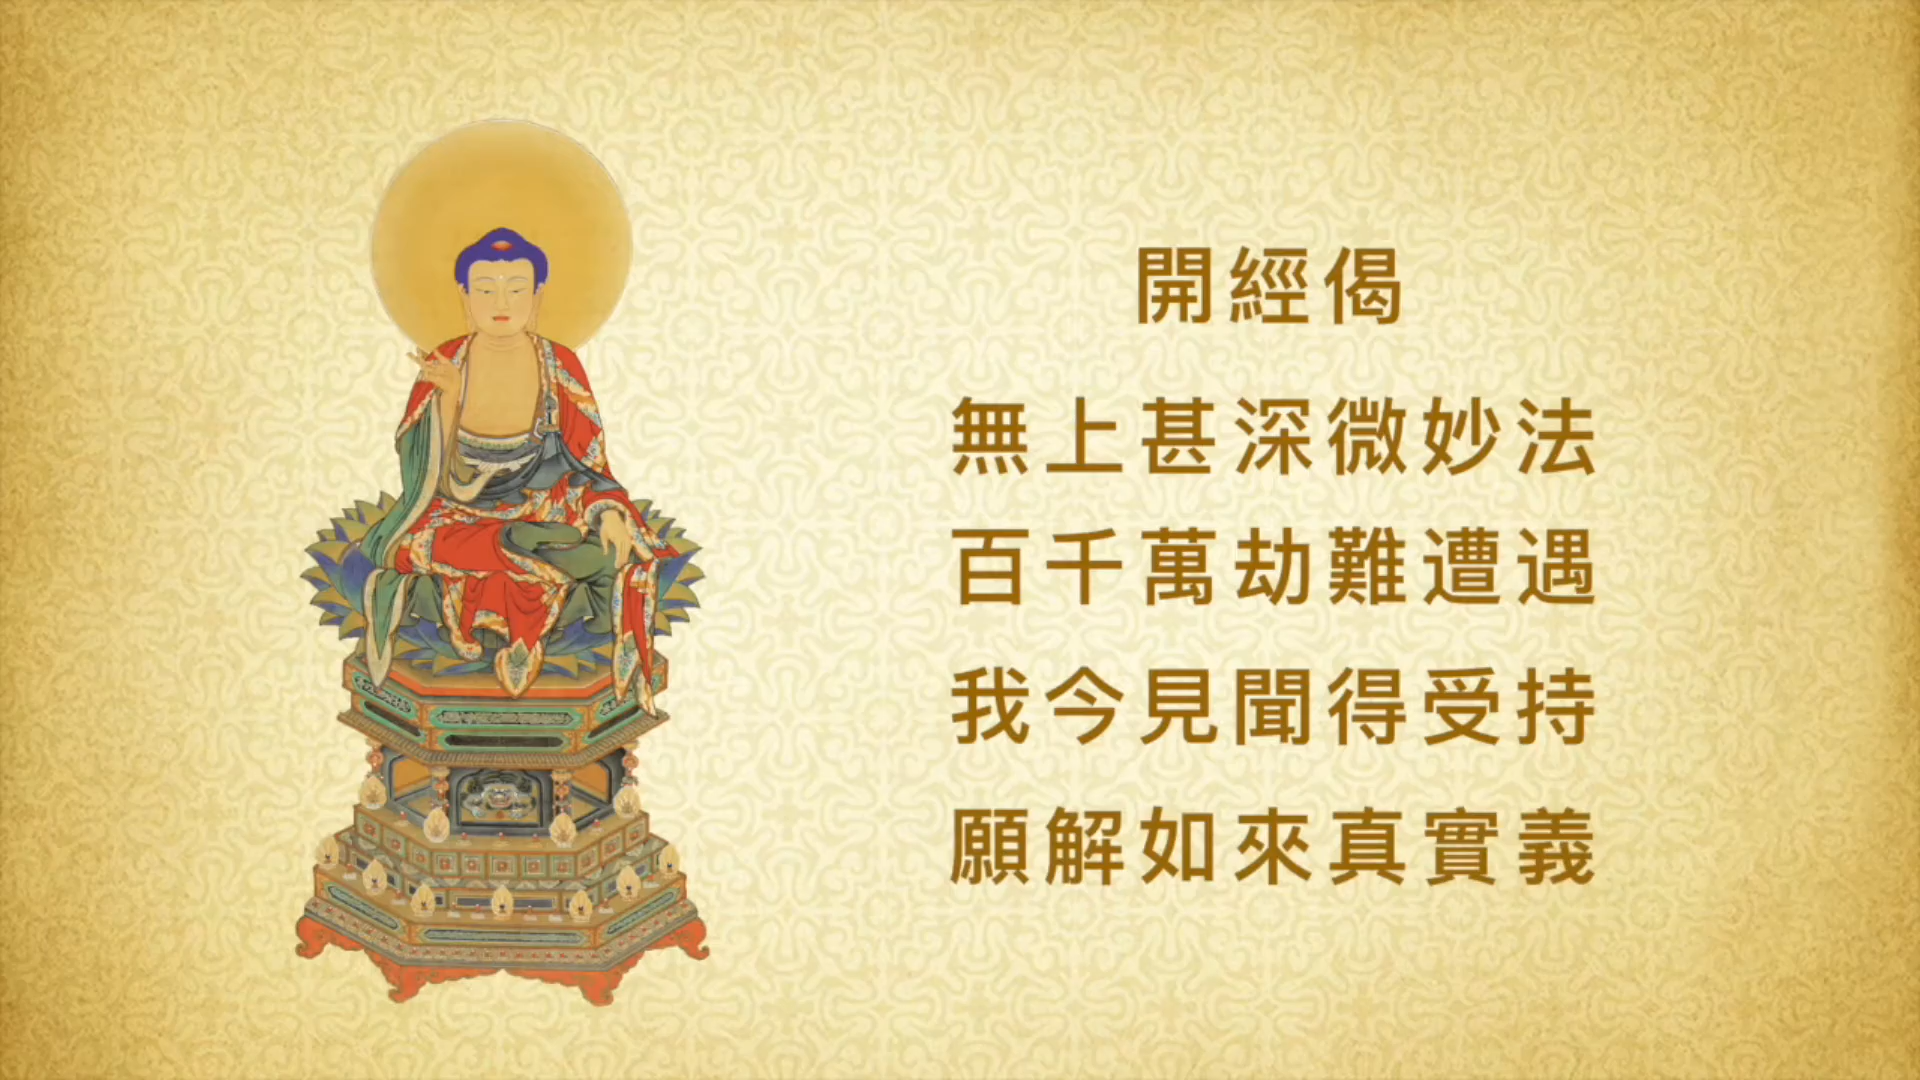 開經偈
無上甚深微妙法
百千萬劫難遭遇
我今見聞得受持
願解如來真實義